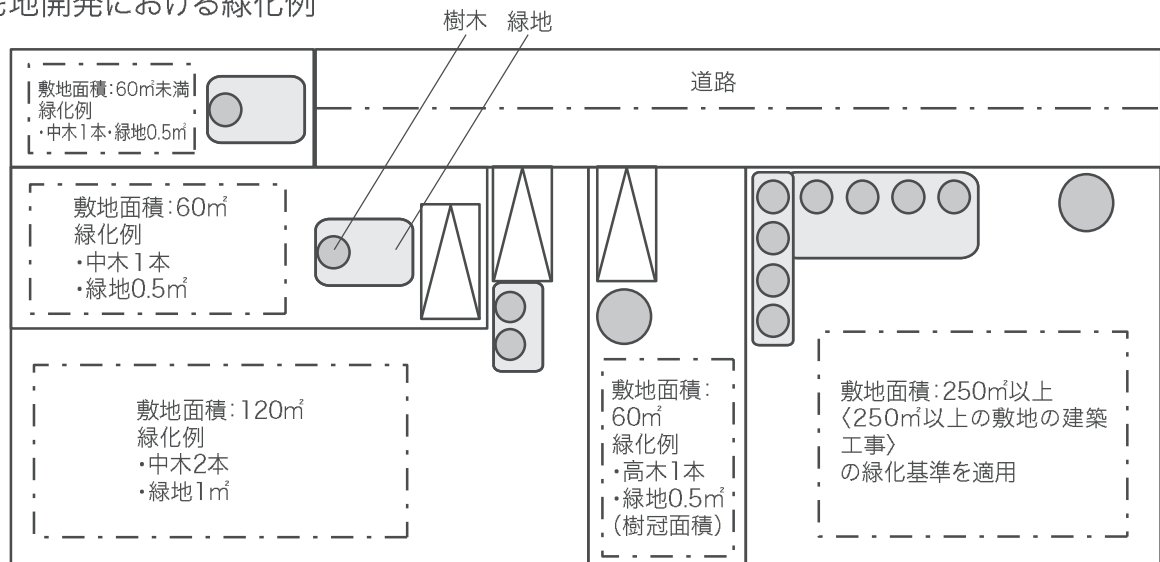 地開発における緑化例
樹木 緑地
道路
敷地面積:60㎡未満
緑化例
・中木1本・緑地0.5㎡
敷地面積:60㎡
緑化例
・中木1本
・緑地0.5㎡
敷地面積:120㎡
緑化例
・中木2本
・緑地1㎡
敷地面積:
60㎡
緑化例
・高木1本
・緑地0.5㎡
(樹冠面積)
敷地面積:250㎡以上
〈250㎡以上の敷地の建築
工事〉
の緑化基準を適用